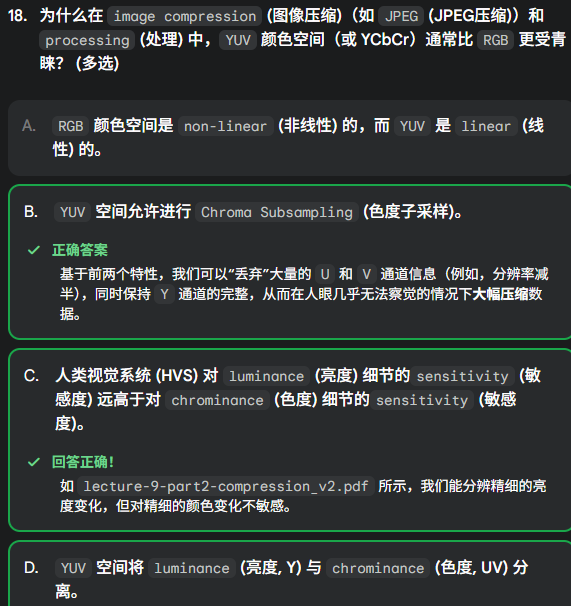 18. 为什么在 image compression (图像压缩)（如 JPEG (JPEG压缩)）和
processing (处理) 中，YUV 颜色空间（或 YCbCr）通常比 RGB 更受青
睐？ (多选)
A. RGB 颜色空间是 non-linear (非线性) 的，而 YUV 是 linear (线
性) 的。
B. YUV 空间允许进行 Chroma Subsampling (色度子采样)。
正确答案
基于前两个特性，我们可以“丢弃”大量的 U 和 V 通道信息（例如，分辨率减
半），同时保持 Y 通道的完整，从而在人眼几乎无法察觉的情况下大幅压缩数
据。
C. 人类视觉系统 (HVS) 对 luminance (亮度) 细节的 sensitivity (敏
感度) 远高于对 chrominance (色度) 细节的 sensitivity (敏感
度)。
回答正确！
如 lecture-9-part2-compression_v2.pdf 所示，我们能分辨精细的亮
度变化，但对精细的颜色变化不敏感。
D. YUV 空间将 luminance (亮度, Y) 与 chrominance (色度, UV) 分
离。